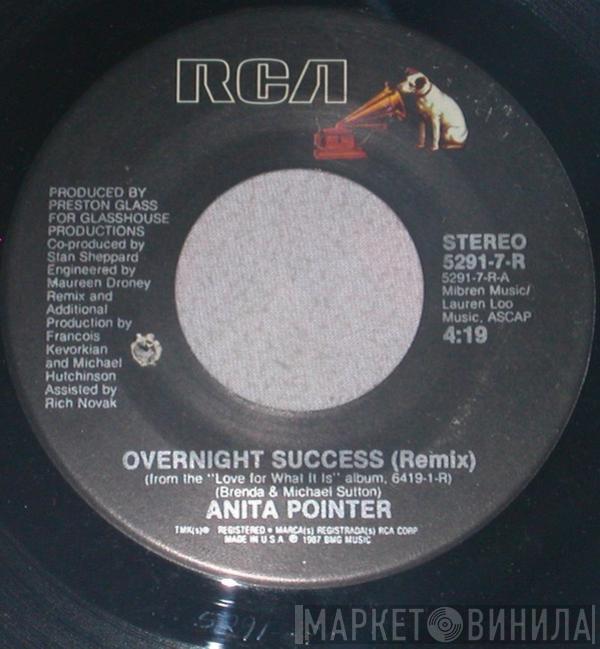 RCA
PRODUCED BY
PRESTON GLASS
FOR GLASSHOUSE
PRODUCTIONS
Co-produced by
Stan Sheppard
Engineered by
Maureen Droney
Remix and
Additional
Production by
Francois
Kevorkian
and Michael
Hutchinson
Assisted by
Rich Novak
STEREO
5291-7-R
5291-7-R-A
Mibren Music/
Lauren Loo
Music, ASCAP
4:19
OVERNIGHT SUCCESS (Remix)
(from the "Love for What It Is" album, 6419-1-R)
(Brenda & Michael Sutton)
ANITA POINTER
TMK(s)® REGISTERED • MARCA(s) REGISTRADA(s) RCA CORP
MADE IN U.S.A. ℗ 1987 BMG MUSIC
МАРКЕТ ВИНИЛА